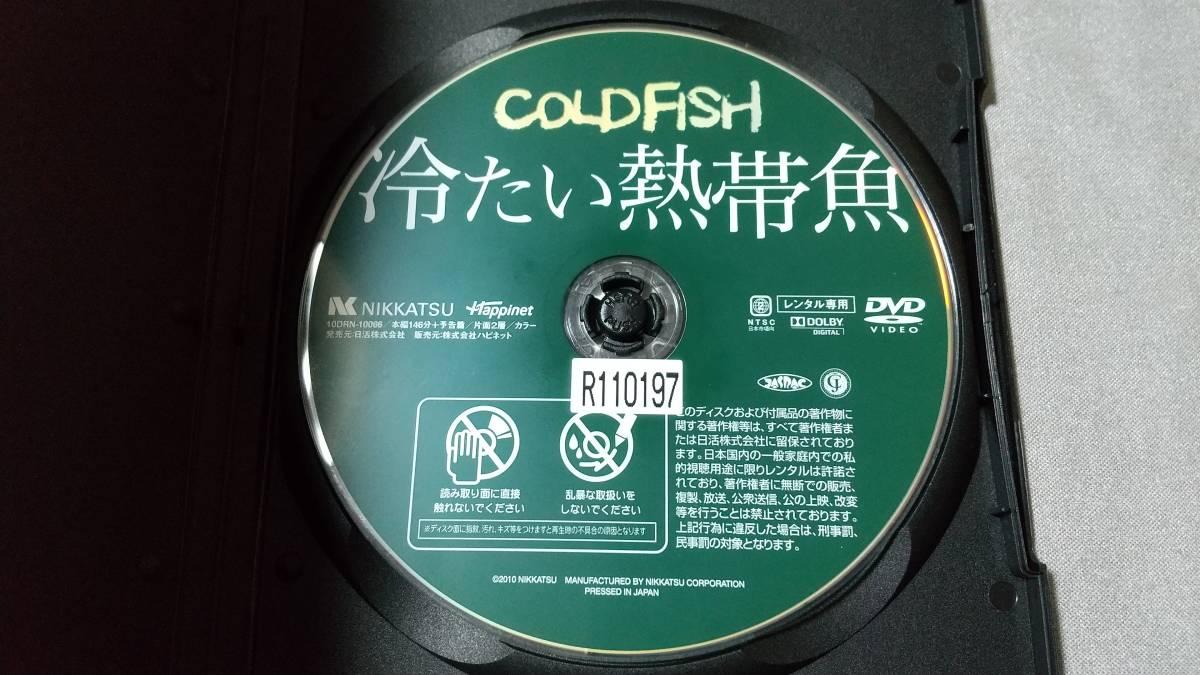 COLDFISH
冷たい熱帯魚
NIKKATSU Happinet
10DRN-10066/本編146分+予告篇/片面2層/カラー
発売元:日活株式会社 販売元:株式会社ハピネット
2
NTSC
日本市場向
レンタル専用
DOLBY
DIGITAL
DVD
VIDEO
JASRAC
R110197
読み取り面に直接
触れないでください
乱暴な取扱いを
しないでください
※ディスク面に指紋、汚れ、キズ等をつけますと再生時の不具合の原因となります
このディスクおよび付属品の著作物に
関する著作権等は、すべて著作権者ま
たは日活株式会社に留保されており
ます。日本国内の一般家庭内での私
的視聴用途に限りレンタルは許諾さ
れており、著作権者に無断での販売、
複製、放送、公衆送信、公の上映、改変
等を行うことは禁止されております。
上記行為に違反した場合は、刑事罰、
民事罰の対象となります。
©2010 NIKKATSU MANUFACTURED BY NIKKATSU CORPORATION
PRESSED IN JAPAN